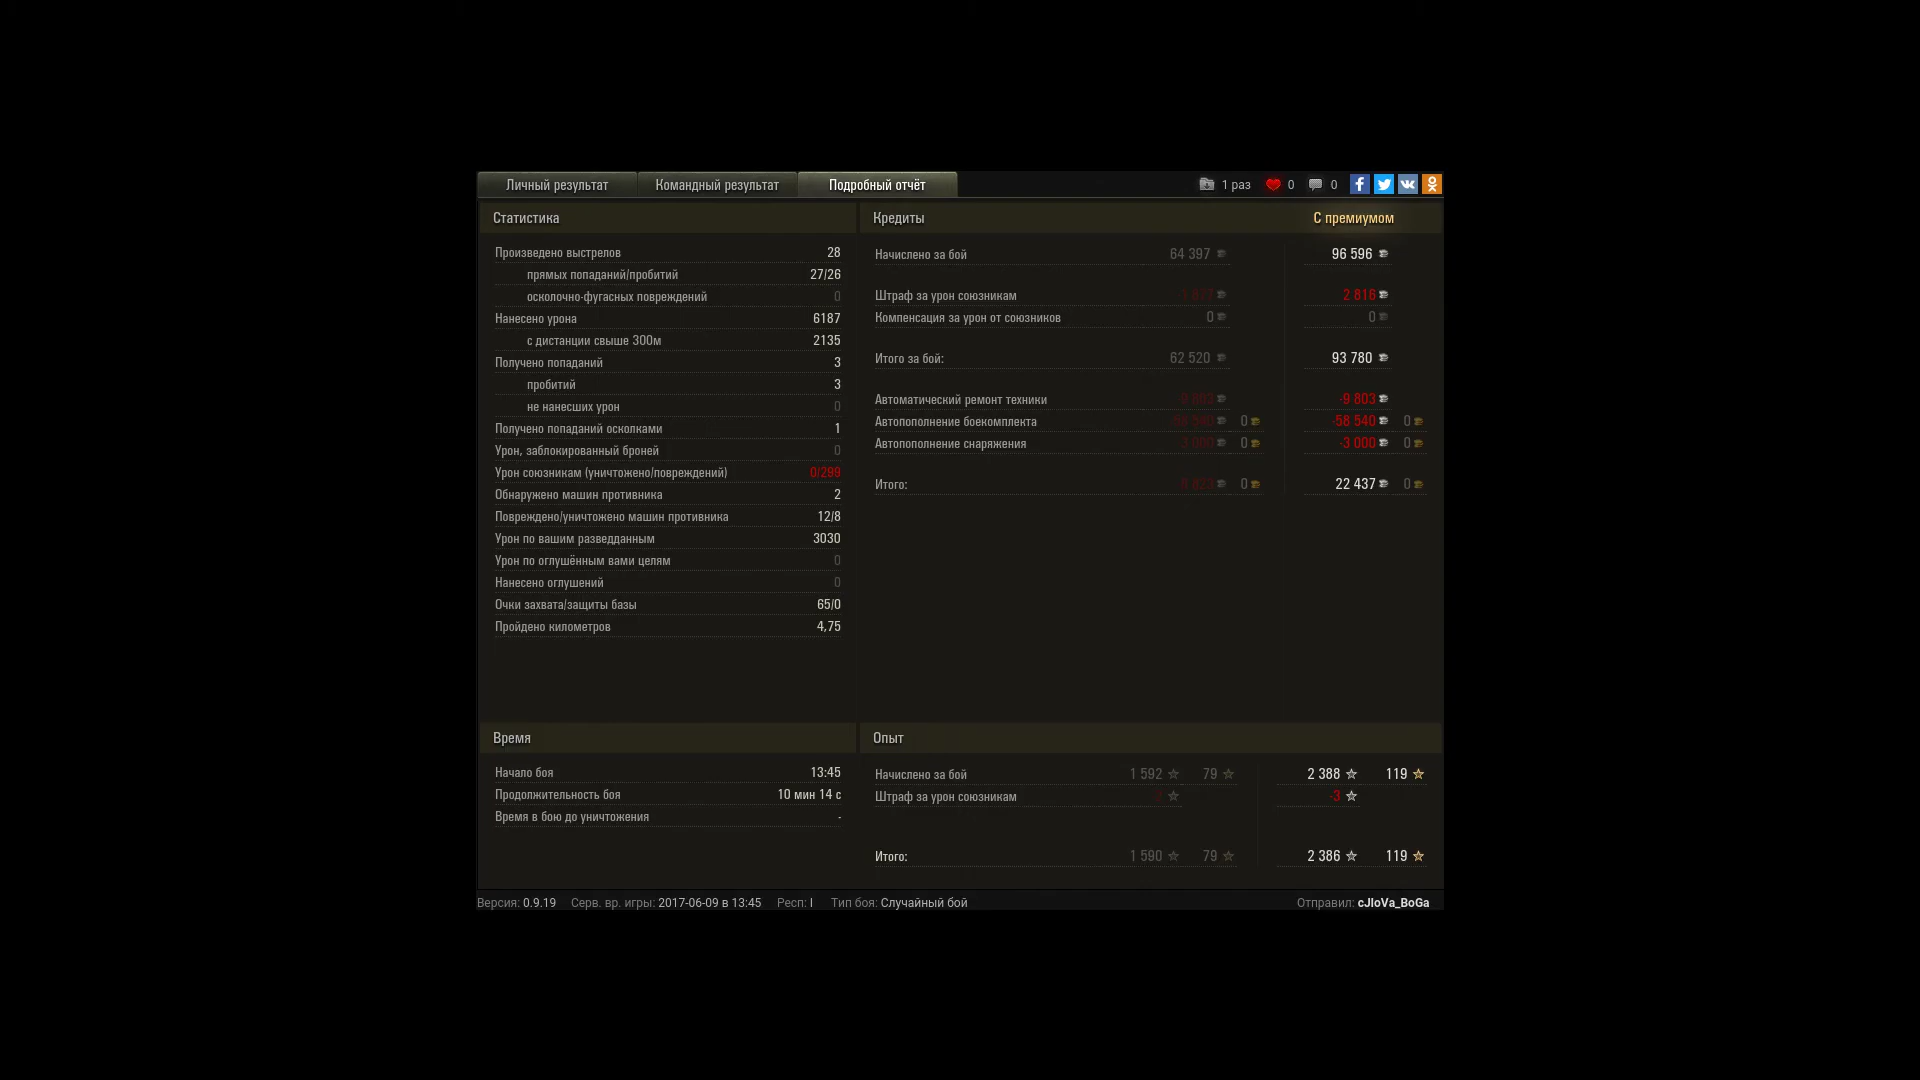 Личный результат Командный результат Подробный отчёт 1 раз 0 0
Статистика
Произведено выстрелов 28
прямых попаданий/пробитий 27/26
осколочно-фугасных повреждений 0
Нанесено урона 6187
с дистанции свыше 300м 2135
Получено попаданий 3
пробитий 3
не нанесших урон 0
Получено попаданий осколками 1
Урон, заблокированный броней 0
Урон союзникам (уничтожено/повреждений) 0/299
Обнаружено машин противника 2
Повреждено/уничтожено машин противника 12/8
Урон по вашим разведданным 3030
Урон по оглушённым вами целям 0
Нанесено оглушений 0
Очки захвата/защиты базы 65/0
Пройдено километров 4,75
Кредиты С премиумом
Начислено за бой 64 397 96 596
Штраф за урон союзникам 2 816
Компенсация за урон от союзников 0 0
Итого за бой: 62 520 93 780
Автоматический ремонт техники -9 803 -9 803
Автопополнение боекомплекта -58 540 0 -58 540 0
Автопополнение снаряжения -3 000 0 -3 000 0
Итого: 0 22 437 0
Время
Начало боя 13:45
Продолжительность боя 10 мин 14 с
Время в бою до уничтожения -
Опыт
Начислено за бой 1 592 79 2 388 119
Штраф за урон союзникам -3
Итого: 1 590 79 2 386 119
Версия: 0.9.19 Серв. вр. игры: 2017-06-09 в 13:45 Респ: I Тип боя: Случайный бой Отправил: cJIoVa_BoGa